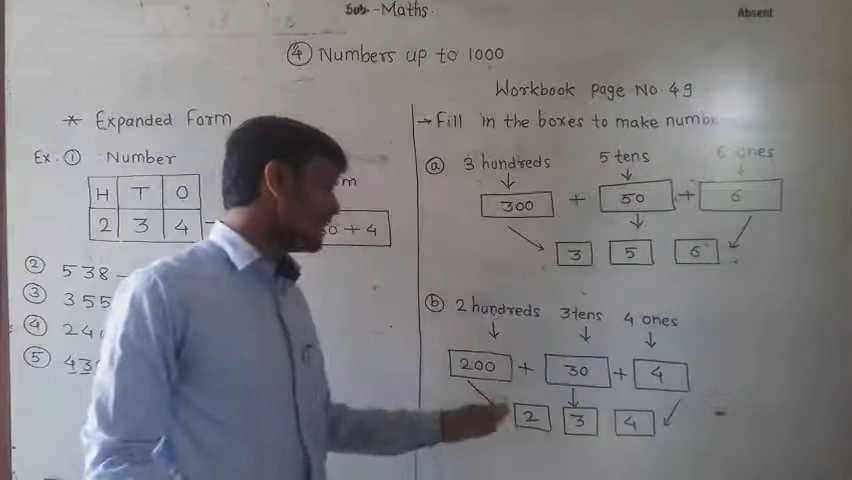 Sub.-Maths.
Absent
④ Numbers up to 1000
Workbook Page No. 49
* Expanded Form
Ex. ① Number
H T O
2 3 4 -
+ 4
② 538 -
③ 355
④ 24
⑤ 43
→ Fill in the boxes to make numbe
ⓐ 3 hundreds 5 tens 6 ones
300 + 50 + 6
3 5 6
ⓑ 2 hundreds 3 tens 4 ones
200 + 30 + 4
2 3 4